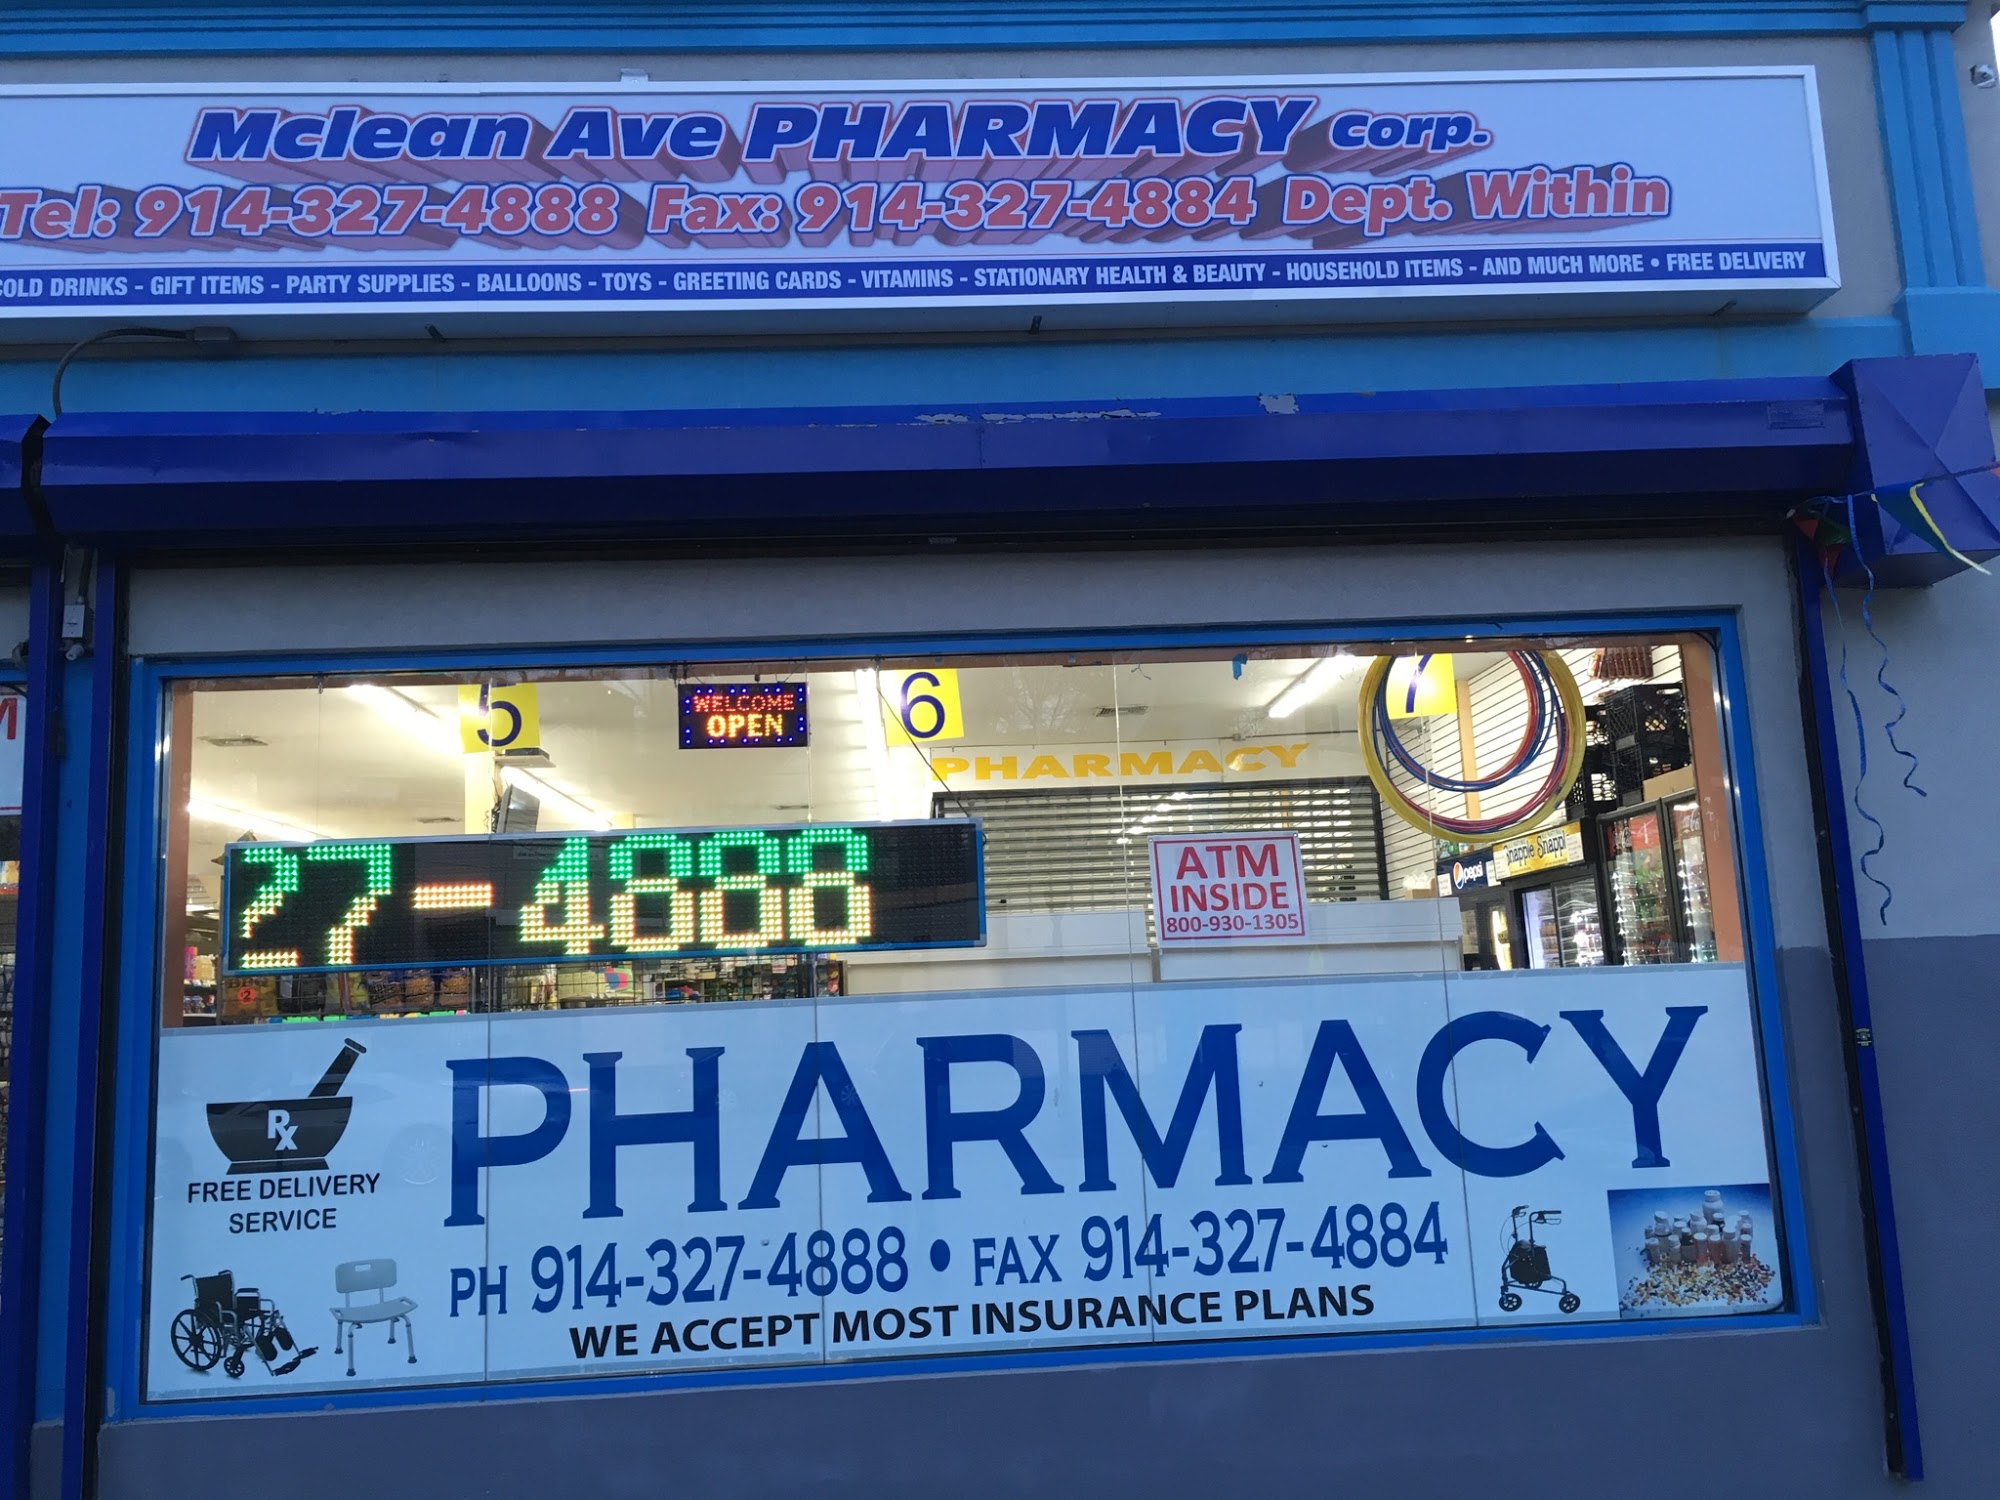 Mclean Ave PHARMACY corp.
Tel: 914-327-4888 Fax: 914-327-4884 Dept. Within
COLD DRINKS - GIFT ITEMS - PARTY SUPPLIES - BALLOONS - TOYS - GREETING CARDS - VITAMINS - STATIONARY HEALTH & BEAUTY - HOUSEHOLD ITEMS - AND MUCH MORE • FREE DELIVERY
5
WELCOME
OPEN
6
7
PHARMACY
27-4888
ATM
INSIDE
800-930-1305
pepsi
Snapple
PHARMACY
Rx
FREE DELIVERY
SERVICE
PH 914-327-4888 • FAX 914-327-4884
WE ACCEPT MOST INSURANCE PLANS